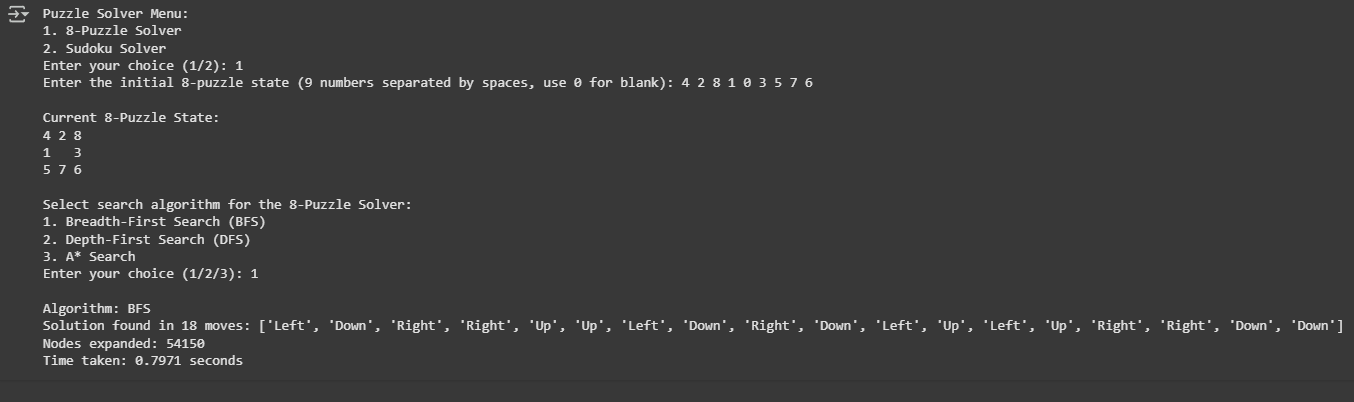 Puzzle Solver Menu:
1. 8-Puzzle Solver
2. Sudoku Solver
Enter your choice (1/2): 1
Enter the initial 8-puzzle state (9 numbers separated by spaces, use 0 for blank): 4 2 8 1 0 3 5 7 6
Current 8-Puzzle State:
4 2 8
1   3
5 7 6
Select search algorithm for the 8-Puzzle Solver:
1. Breadth-First Search (BFS)
2. Depth-First Search (DFS)
3. A* Search
Enter your choice (1/2/3): 1
Algorithm: BFS
Solution found in 18 moves: ['Left', 'Down', 'Right', 'Right', 'Up', 'Up', 'Left', 'Down', 'Right', 'Down', 'Left', 'Up', 'Left', 'Up', 'Right', 'Right', 'Down', 'Down']
Nodes expanded: 54150
Time taken: 0.7971 seconds